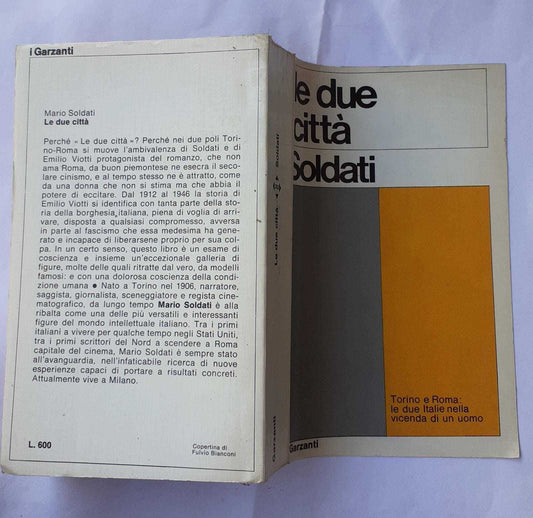 i Garzanti
Mario Soldati
Le due città
Perché « Le due città »? Perché nei due poli Tori-
no-Roma si muove l'ambivalenza di Soldati e di
Emilio Viotti protagonista del romanzo, che non
ama Roma, da buon piemontese ne esecra il seco-
lare cinismo, e al tempo stesso ne è attratto, come
da una donna che non si stima ma che abbia il
potere di eccitare. Dal 1912 al 1946 la storia di
Emilio Viotti si identifica con tanta parte della sto-
ria della borghesia italiana, piena di voglia di arri-
vare, disposta a qualsiasi compromesso, avversa
in parte al fascismo che essa medesima ha gene-
rato e incapace di liberarsene proprio per sua col-
pa. In un certo senso, questo libro è un esame di
coscienza e insieme un'eccezionale galleria di
figure, molte delle quali ritratte dal vero, da modelli
famosi: e con una dolorosa coscienza della condi-
zione umana ● Nato a Torino nel 1906, narratore,
saggista, giornalista, sceneggiatore e regista cine-
matografico, da lungo tempo Mario Soldati è alla
ribalta come una delle più versatili e interessanti
figure del mondo intellettuale italiano. Tra i primi
italiani a vivere per qualche tempo negli Stati Uniti,
tra i primi scrittori del Nord a scendere a Roma
capitale del cinema, Mario Soldati è sempre stato
all'avanguardia, nell'infaticabile ricerca di nuove
esperienze capaci di portare a risultati concreti.
Attualmente vive a Milano.
L. 600
Copertina di
Fulvio Bianconi
Garzanti Le due città Soldati
le due
città
Soldati
Torino e Roma:
le due Italie nella
vicenda di un uomo
Garzanti